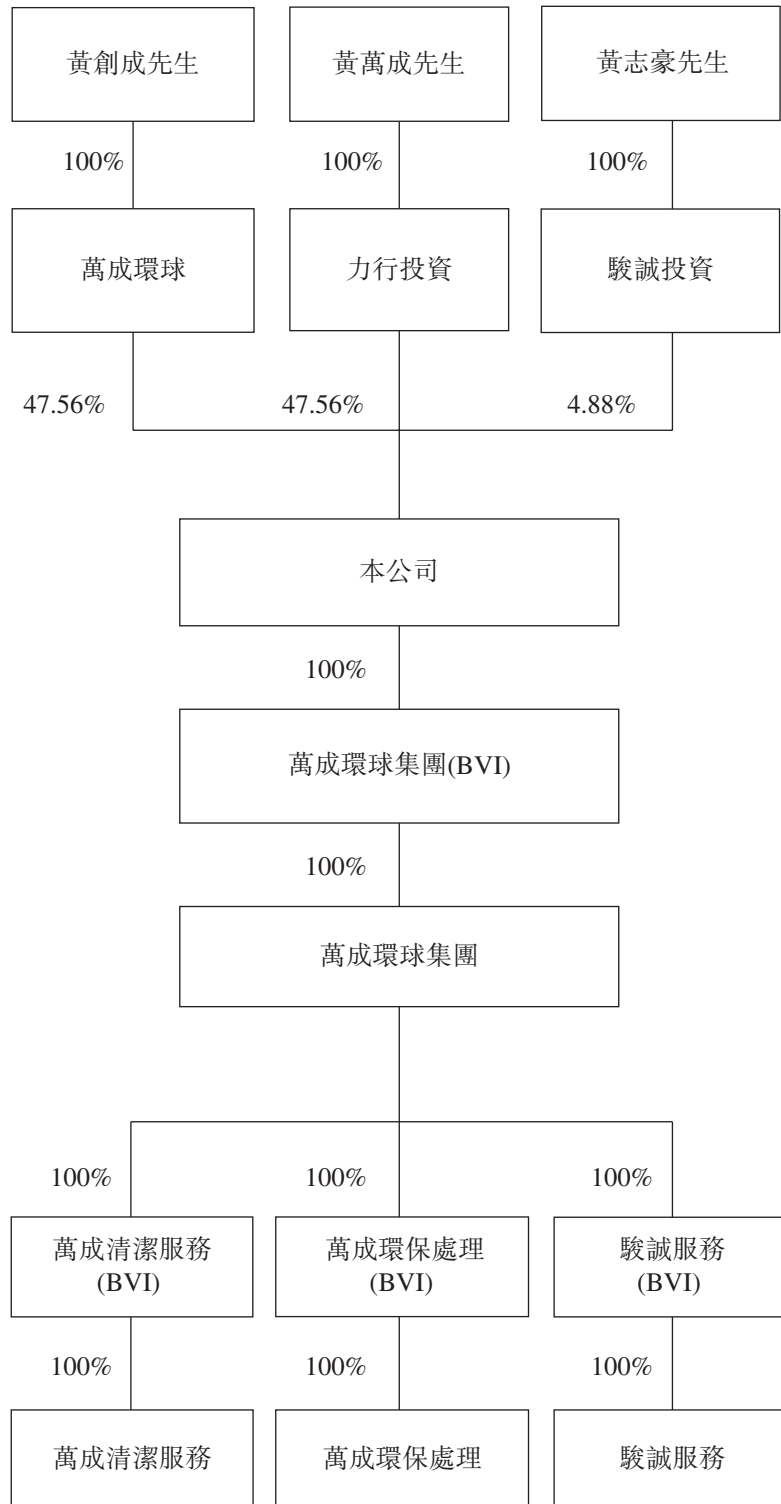 黃創成先生
黃萬成先生
黃志豪先生
100%
100%
100%
萬成環球
力行投資
駿誠投資
47.56%
47.56%
4.88%
本公司
100%
萬成環球集團(BVI)
100%
萬成環球集團
100%
100%
100%
萬成清潔服務
(BVI)
萬成環保處理
(BVI)
駿誠服務
(BVI)
100%
100%
100%
萬成清潔服務
萬成環保處理
駿誠服務